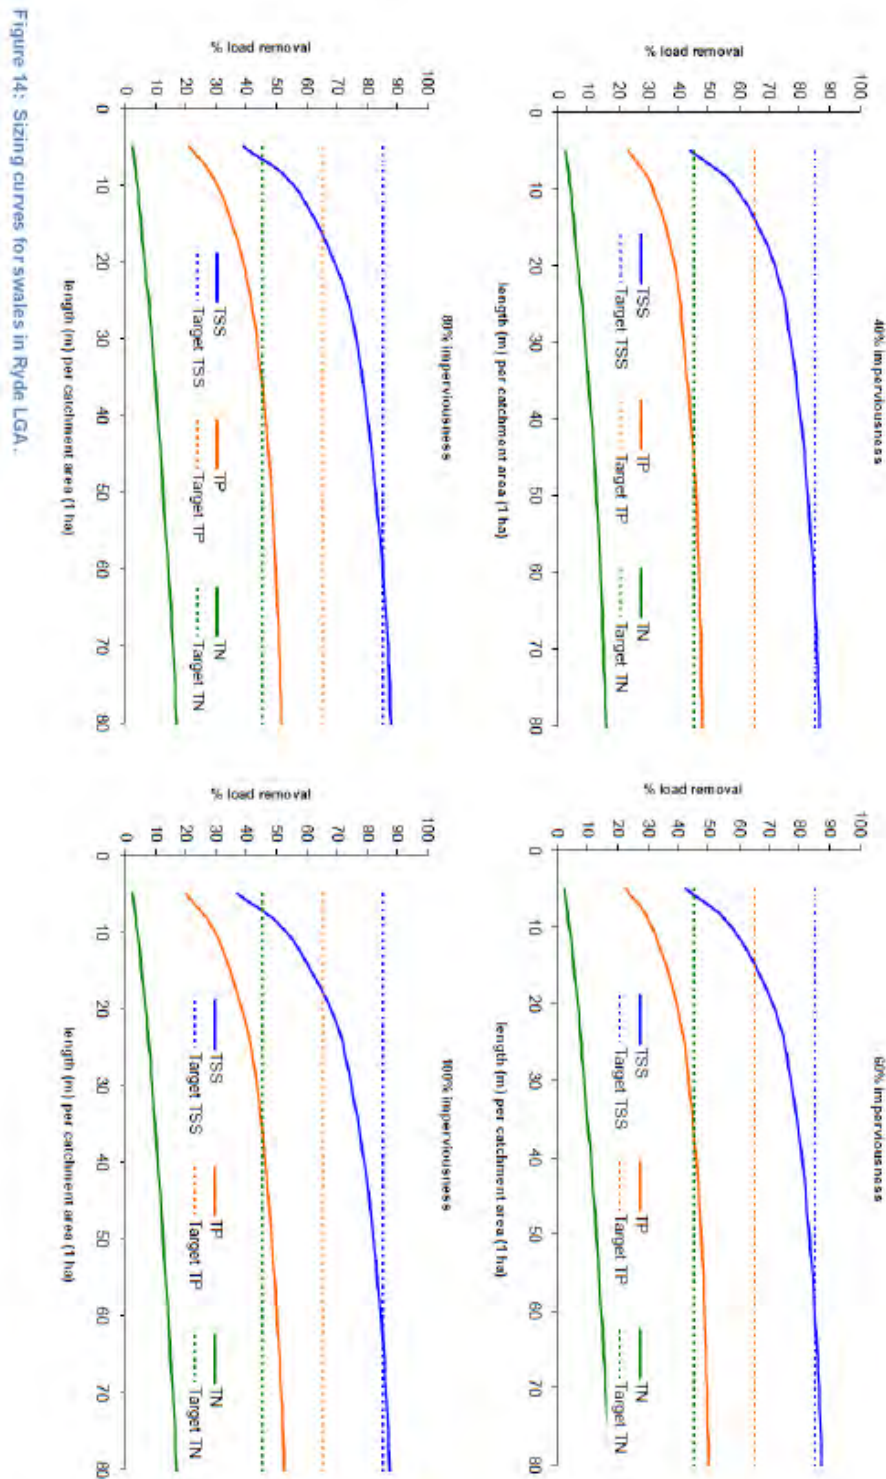 40% imperviousness
% load removal
100
90
80
70
60
50
40
30
20
10
0
0 10 20 30 40 50 60 70 80
TSS TP TN
Target TSS Target TP Target TN
length (m) per catchment area (1 ha)
60% imperviousness
% load removal
100
90
80
70
60
50
40
30
20
10
0
0 10 20 30 40 50 60 70 80
TSS TP TN
Target TSS Target TP Target TN
length (m) per catchment area (1 ha)
80% imperviousness
% load removal
100
90
80
70
60
50
40
30
20
10
0
0 10 20 30 40 50 60 70 80
TSS TP TN
Target TSS Target TP Target TN
length (m) per catchment area (1 ha)
100% imperviousness
% load removal
100
90
80
70
60
50
40
30
20
10
0
0 10 20 30 40 50 60 70 80
TSS TP TN
Target TSS Target TP Target TN
length (m) per catchment area (1 ha)
Figure 14: Sizing curves for swales in Ryde LGA.